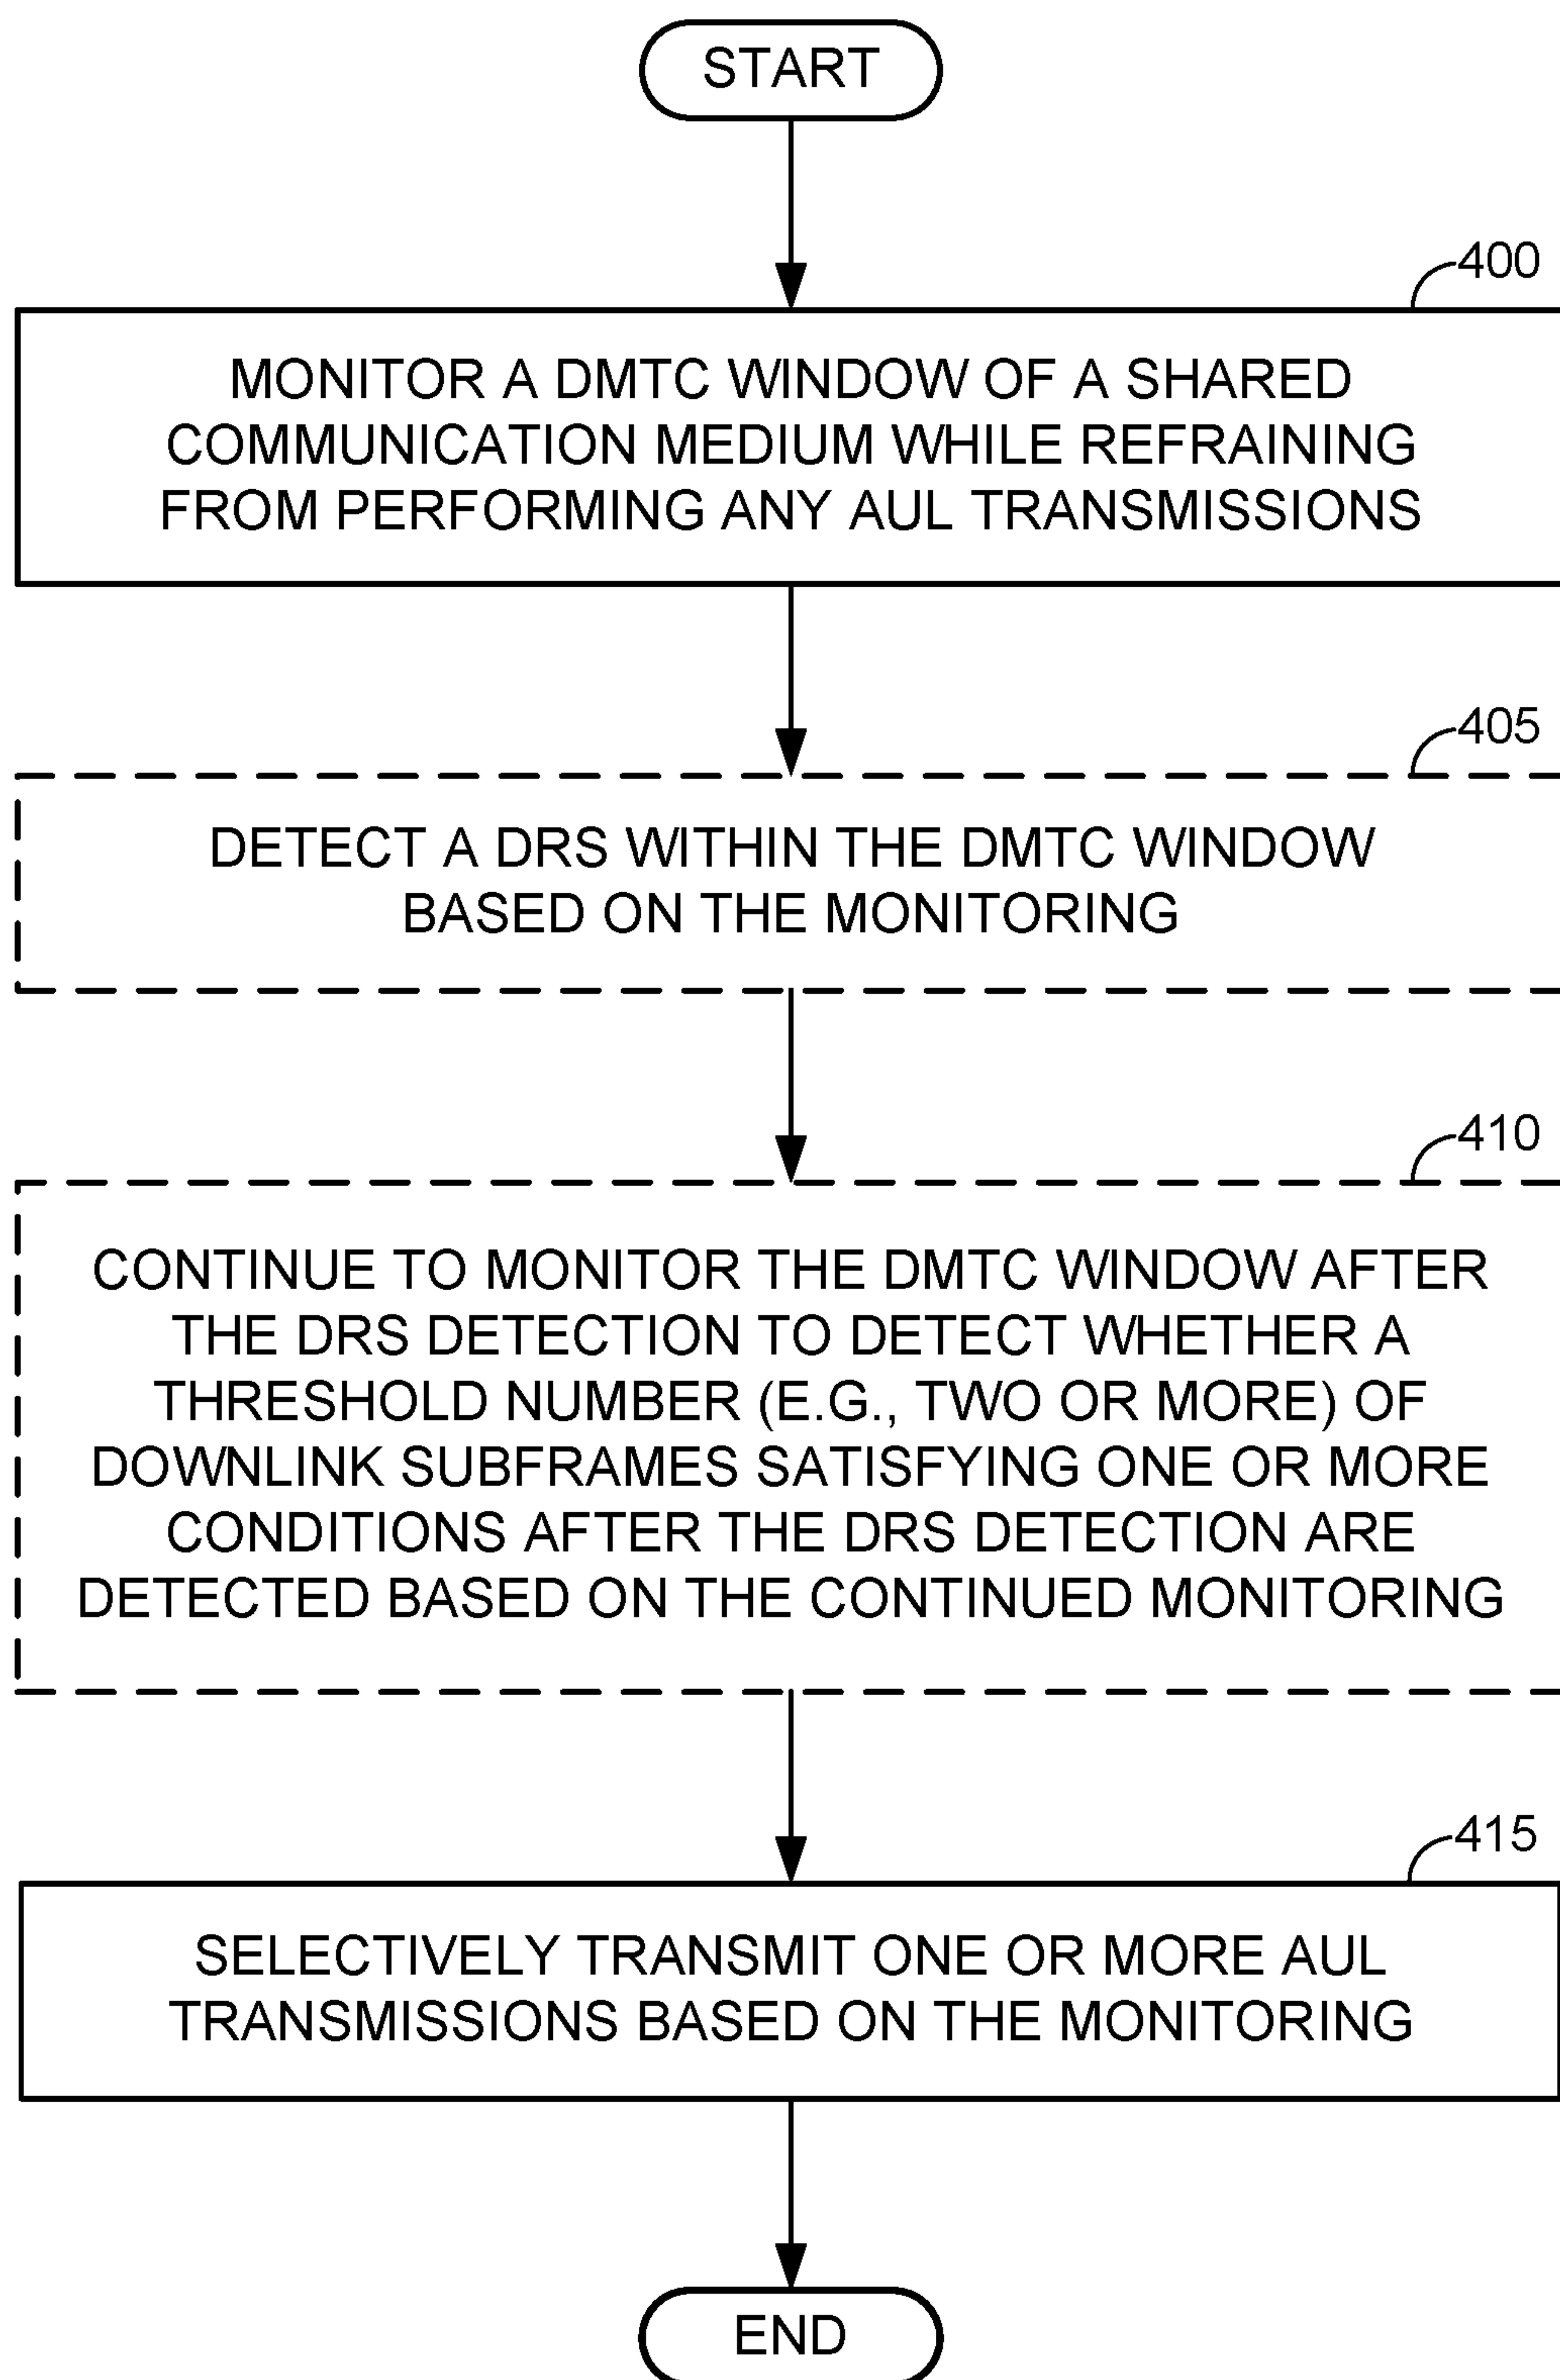 START
400
MONITOR A DMTC WINDOW OF A SHARED
COMMUNICATION MEDIUM WHILE REFRAINING
FROM PERFORMING ANY AUL TRANSMISSIONS
405
DETECT A DRS WITHIN THE DMTC WINDOW
BASED ON THE MONITORING
410
CONTINUE TO MONITOR THE DMTC WINDOW AFTER
THE DRS DETECTION TO DETECT WHETHER A
THRESHOLD NUMBER (E.G., TWO OR MORE) OF
DOWNLINK SUBFRAMES SATISFYING ONE OR MORE
CONDITIONS AFTER THE DRS DETECTION ARE
DETECTED BASED ON THE CONTINUED MONITORING
415
SELECTIVELY TRANSMIT ONE OR MORE AUL
TRANSMISSIONS BASED ON THE MONITORING
END